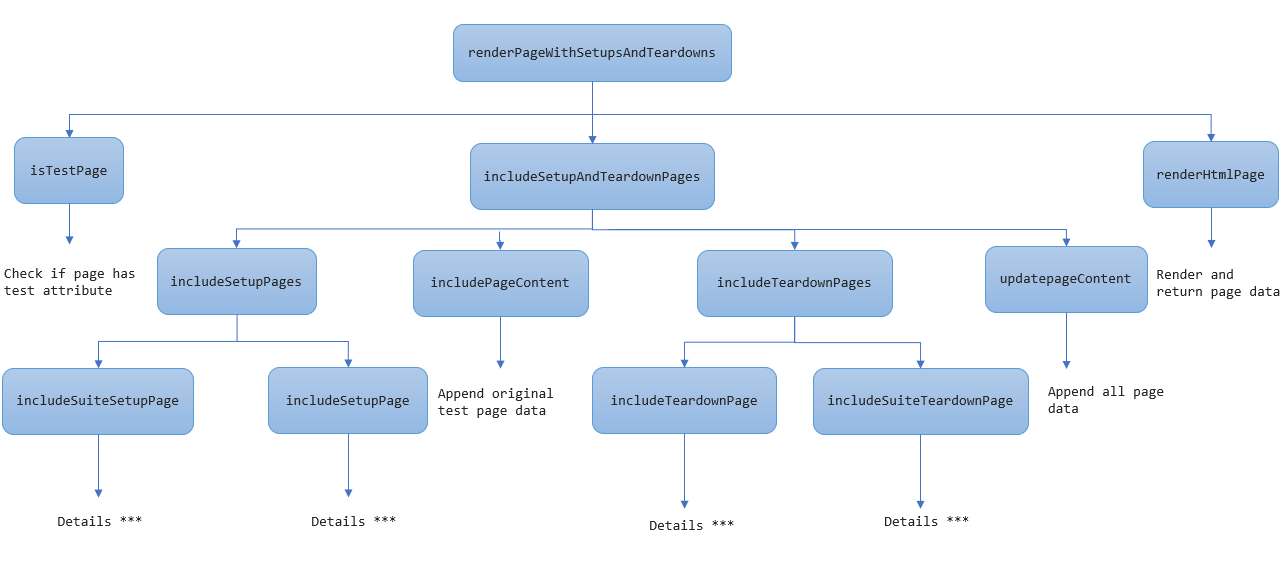 renderPageWithSetupsAndTeardowns
isTestPage
includeSetupAndTeardownPages
renderHtmlPage
Check if page has
test attribute
includeSetupPages
includePageContent
includeTeardownPages
updatepageContent
Render and
return page data
includeSuiteSetupPage
includeSetupPage
Append original
test page data
includeTeardownPage
includeSuiteTeardownPage
Append all page
data
Details ***
Details ***
Details ***
Details ***